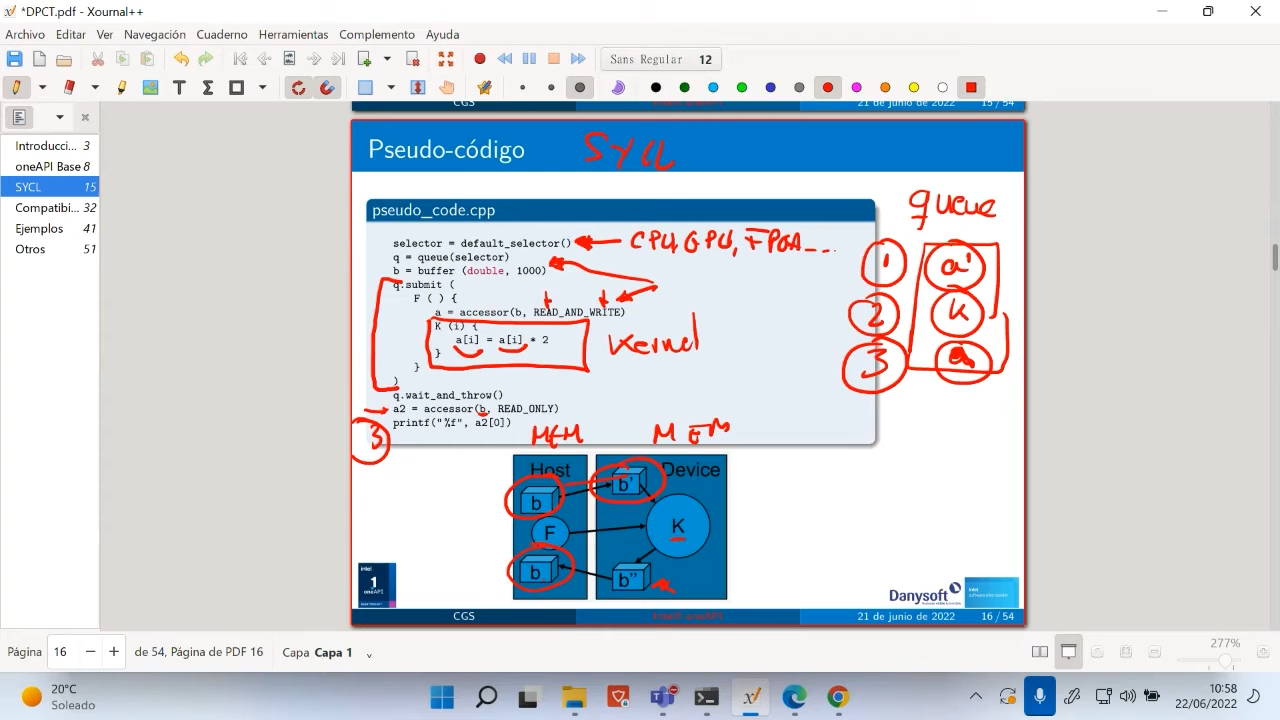 *DPCT.pdf - Xournal++
Archivo Editar Ver Navegación Cuaderno Herramientas Complemento Ayuda
Sans Regular 12
CGS 21 de junio de 2022 15 / 54
Introducci... 3
oneAPI Base 8
SYCL 15
Compatibi... 32
Ejemplos 41
Otros 51
Pseudo-código SYCL
pseudo_code.cpp
queue
selector = default_selector() CPU, GPU, FPGA...
q = queue(selector)
b = buffer (double, 1000)
q.submit (
F ( ) {
a = accessor(b, READ_AND_WRITE)
K (i) {
a[i] = a[i] * 2
}
}
)
Kernel
1 a'
2 K
3 a
q.wait_and_throw()
a2 = accessor(b, READ_ONLY)
printf("%f", a2[0])
3
MEM MEM
Host Device
b b'
F K
b b''
intel
1
oneAPI
Danysoft
intel
CGS Intel® oneAPI 21 de junio de 2022 16 / 54
Página 16 de 54, Página de PDF 16 Capa Capa 1 277%
20°C
Soleado
10:58
22/06/2022